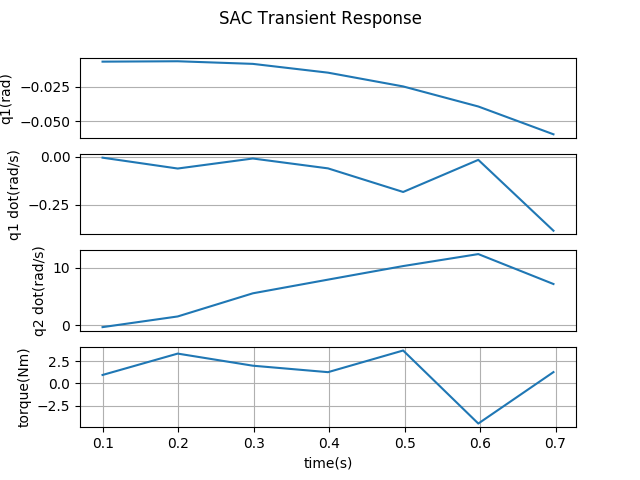 SAC Transient Response
q1(rad)
−0.025
−0.050
q1 dot(rad/s)
0.00
−0.25
q2 dot(rad/s)
10
0
torque(Nm)
2.5
0.0
−2.5
0.1 0.2 0.3 0.4 0.5 0.6 0.7
time(s)